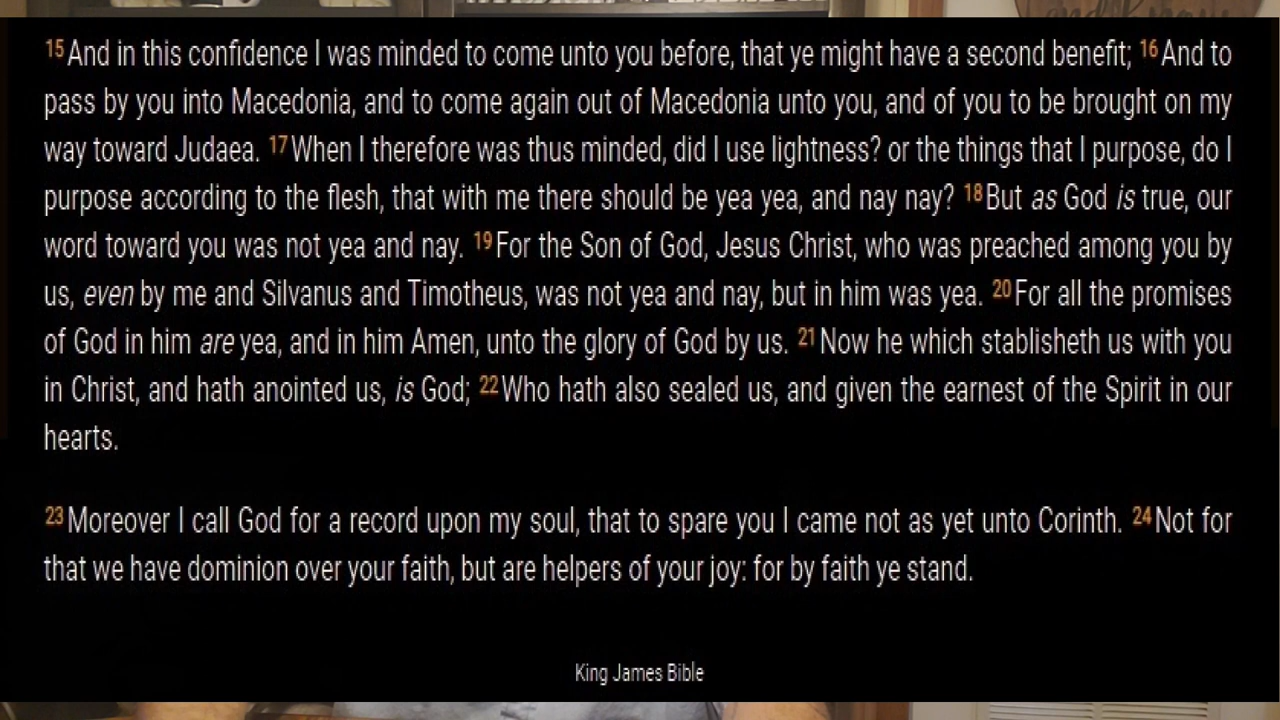 15 And in this confidence I was minded to come unto you before, that ye might have a second benefit; 16 And to
pass by you into Macedonia, and to come again out of Macedonia unto you, and of you to be brought on my
way toward Judaea. 17 When I therefore was thus minded, did I use lightness? or the things that I purpose, do I
purpose according to the flesh, that with me there should be yea yea, and nay nay? 18 But as God is true, our
word toward you was not yea and nay. 19 For the Son of God, Jesus Christ, who was preached among you by
us, even by me and Silvanus and Timotheus, was not yea and nay, but in him was yea. 20 For all the promises
of God in him are yea, and in him Amen, unto the glory of God by us. 21 Now he which stablisheth us with you
in Christ, and hath anointed us, is God; 22 Who hath also sealed us, and given the earnest of the Spirit in our
hearts.
23 Moreover I call God for a record upon my soul, that to spare you I came not as yet unto Corinth. 24 Not for
that we have dominion over your faith, but are helpers of your joy: for by faith ye stand.
King James Bible